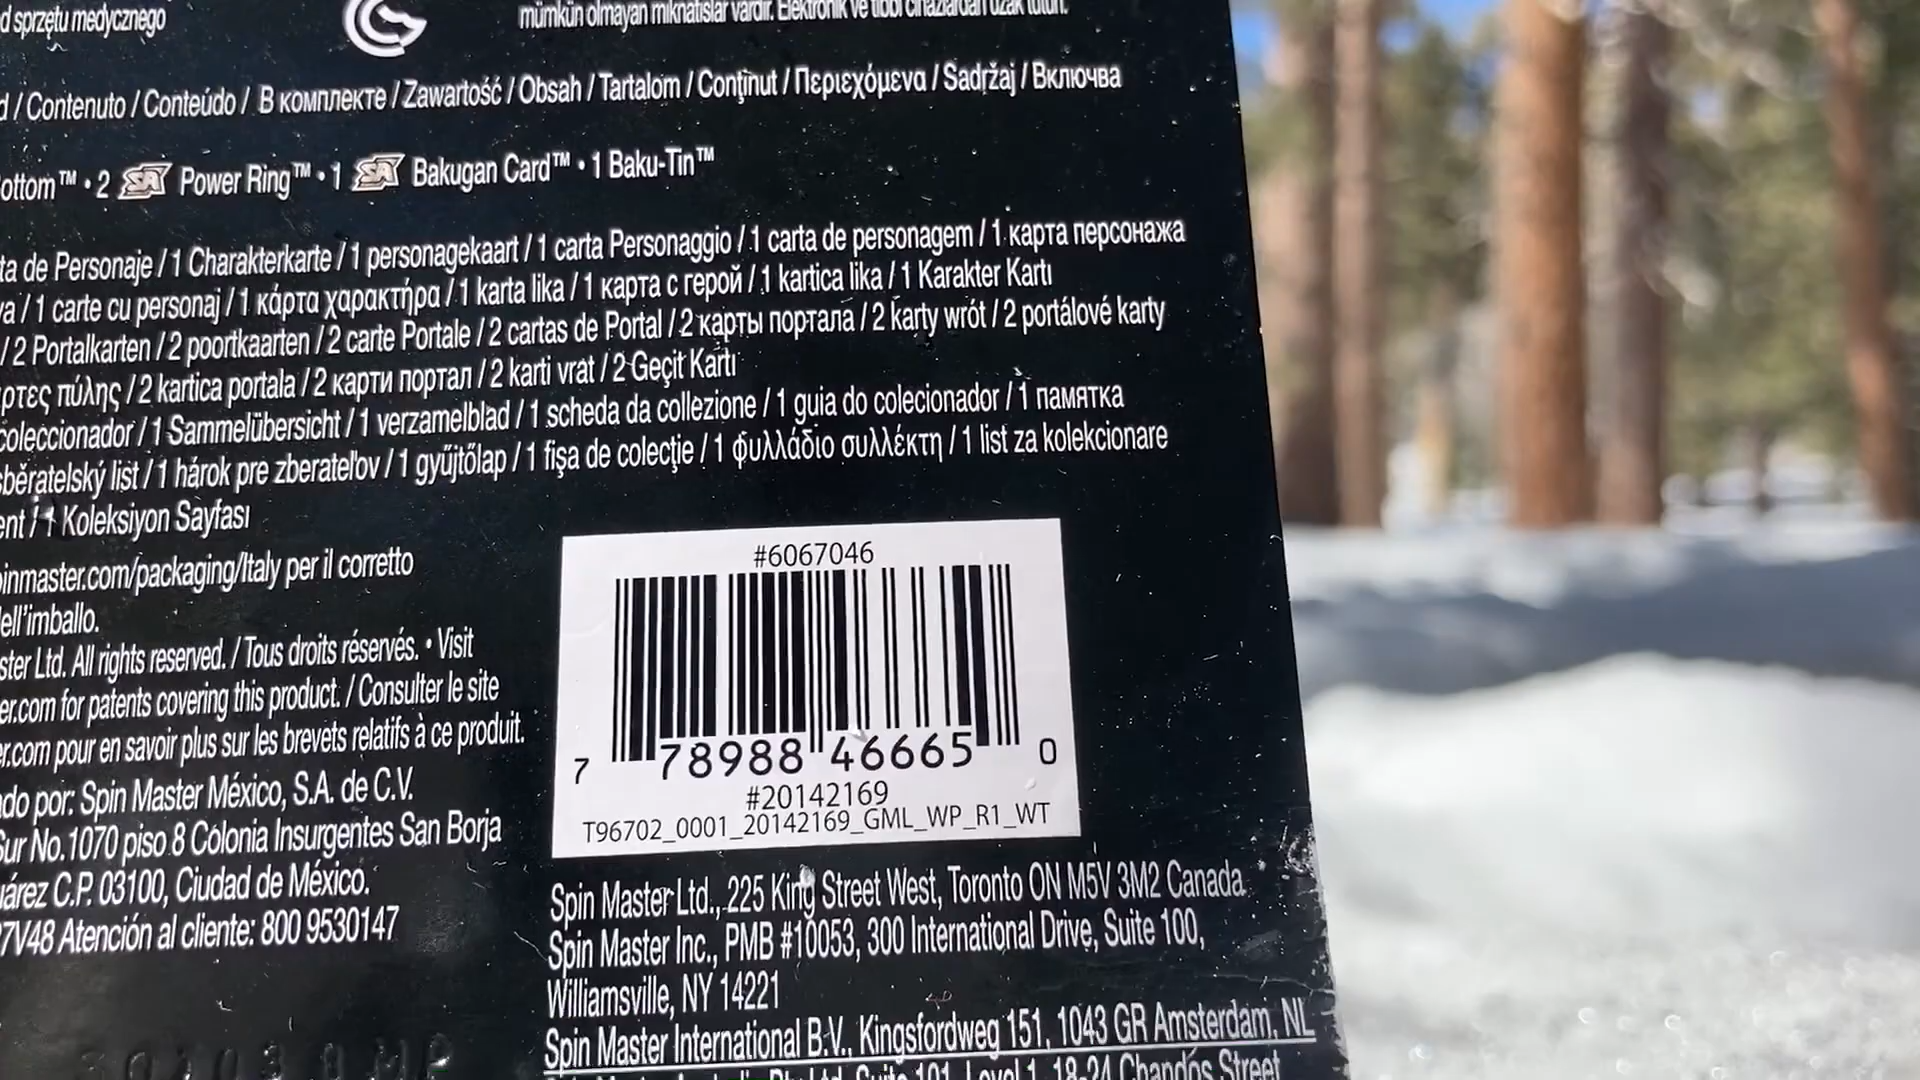 d sprzętu medycznego
mümkün olmayan mıknatıslar vardır. Elektronik ve tıbbi cihazlardan uzak tutun.
d / Contenuto / Conteúdo / В комплекте / Zawartość / Obsah / Tartalom / Conţinut / Περιεχόμενα / Sadržaj / Включва
ottom™ • 2 Power Ring™ • 1 Bakugan Card™ • 1 Baku-Tin™
ta de Personaje / 1 Charakterkarte / 1 personagekaart / 1 carta Personaggio / 1 carta de personagem / 1 карта персонажа
va / 1 carte cu personaj / 1 κάρτα χαρακτήρα / 1 karta lika / 1 карта с герой / 1 kartica lika / 1 Karakter Kartı
/ 2 Portalkarten / 2 poortkaarten / 2 carte Portale / 2 cartas de Portal / 2 карты портала / 2 karty wrót / 2 portálové karty
ρτες πύλης / 2 kartica portala / 2 карти портал / 2 karti vrat / 2 Geçit Kartı
coleccionador / 1 Sammelübersicht / 1 verzamelblad / 1 scheda da collezione / 1 guia do colecionador / 1 памятка
sběratelský list / 1 hárok pre zberateľov / 1 gyűjtőlap / 1 fişa de colecţie / 1 φυλλάδιο συλλέκτη / 1 list za kolekcionare
ent / 1 Koleksiyon Sayfası
inmaster.com/packaging/Italy per il corretto
ell'imballo.
ster Ltd. All rights reserved. / Tous droits réservés. • Visit
er.com for patents covering this product. / Consulter le site
er.com pour en savoir plus sur les brevets relatifs à ce produit.
ado por: Spin Master México, S.A. de C.V.
Sur No.1070 piso 8 Colonia Insurgentes San Borja
uárez C.P. 03100, Ciudad de México.
7V48 Atención al cliente: 800 9530147
#6067046
7 78988 46665 0
#20142169
T96702_0001_20142169_GML_WP_R1_WT
Spin Master Ltd., 225 King Street West, Toronto ON M5V 3M2 Canada
Spin Master Inc., PMB #10053, 300 International Drive, Suite 100,
Williamsville, NY 14221
Spin Master International B.V., Kingsfordweg 151, 1043 GR Amsterdam, NL
Suite 101, Level 1, 18-24 Chandos Street